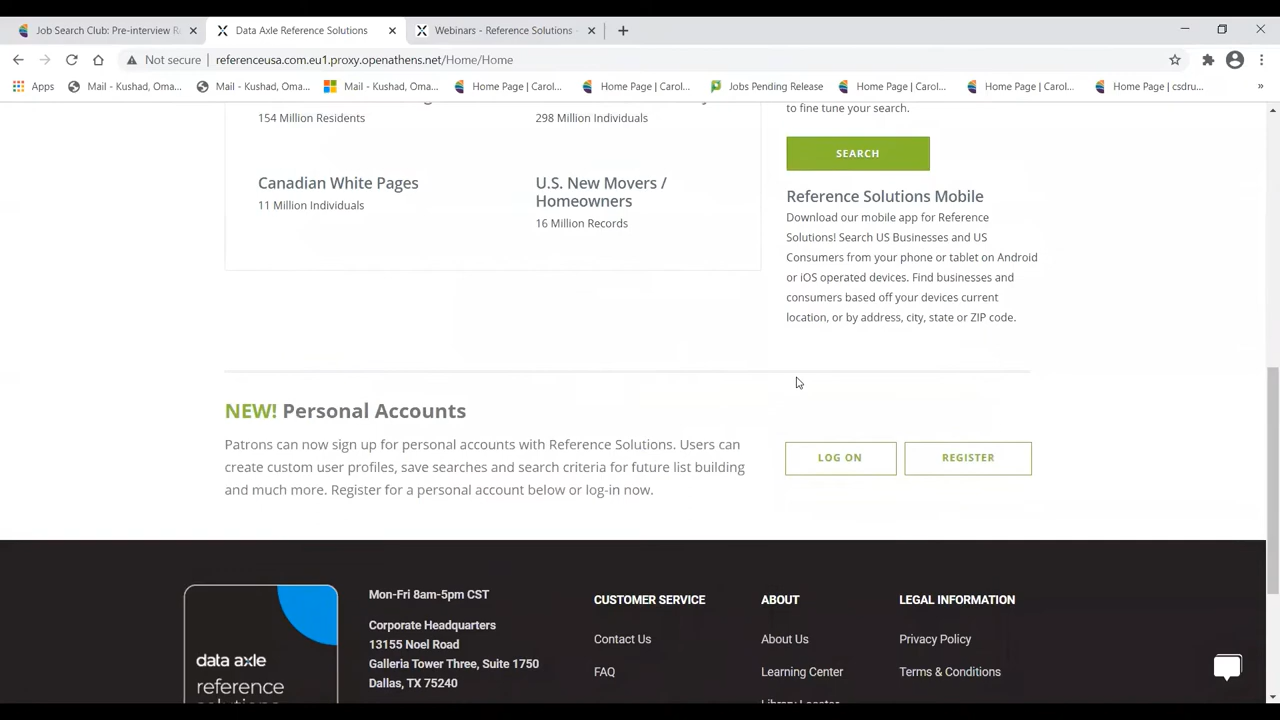 Job Search Club: Pre-interview R
Data Axle Reference Solutions
Webinars - Reference Solutions -
Not secure
referenceusa.com.eu1.proxy.openathens.net/Home/Home
Apps
Mail - Kushad, Oma...
Mail - Kushad, Oma...
Mail - Kushad, Oma...
Home Page | Carol...
Home Page | Carol...
Jobs Pending Release
Home Page | Carol...
Home Page | Carol...
Home Page | csdru...
»
154 Million Residents
298 Million Individuals
Canadian White Pages
11 Million Individuals
U.S. New Movers /
Homeowners
16 Million Records
to fine tune your search.
SEARCH
Reference Solutions Mobile
Download our mobile app for Reference
Solutions! Search US Businesses and US
Consumers from your phone or tablet on Android
or iOS operated devices. Find businesses and
consumers based off your devices current
location, or by address, city, state or ZIP code.
NEW! Personal Accounts
Patrons can now sign up for personal accounts with Reference Solutions. Users can
create custom user profiles, save searches and search criteria for future list building
and much more. Register for a personal account below or log-in now.
LOG ON
REGISTER
data axle
reference
solutions
Mon-Fri 8am-5pm CST
Corporate Headquarters
13155 Noel Road
Galleria Tower Three, Suite 1750
Dallas, TX 75240
CUSTOMER SERVICE
Contact Us
FAQ
ABOUT
About Us
Learning Center
Library Locator
LEGAL INFORMATION
Privacy Policy
Terms & Conditions